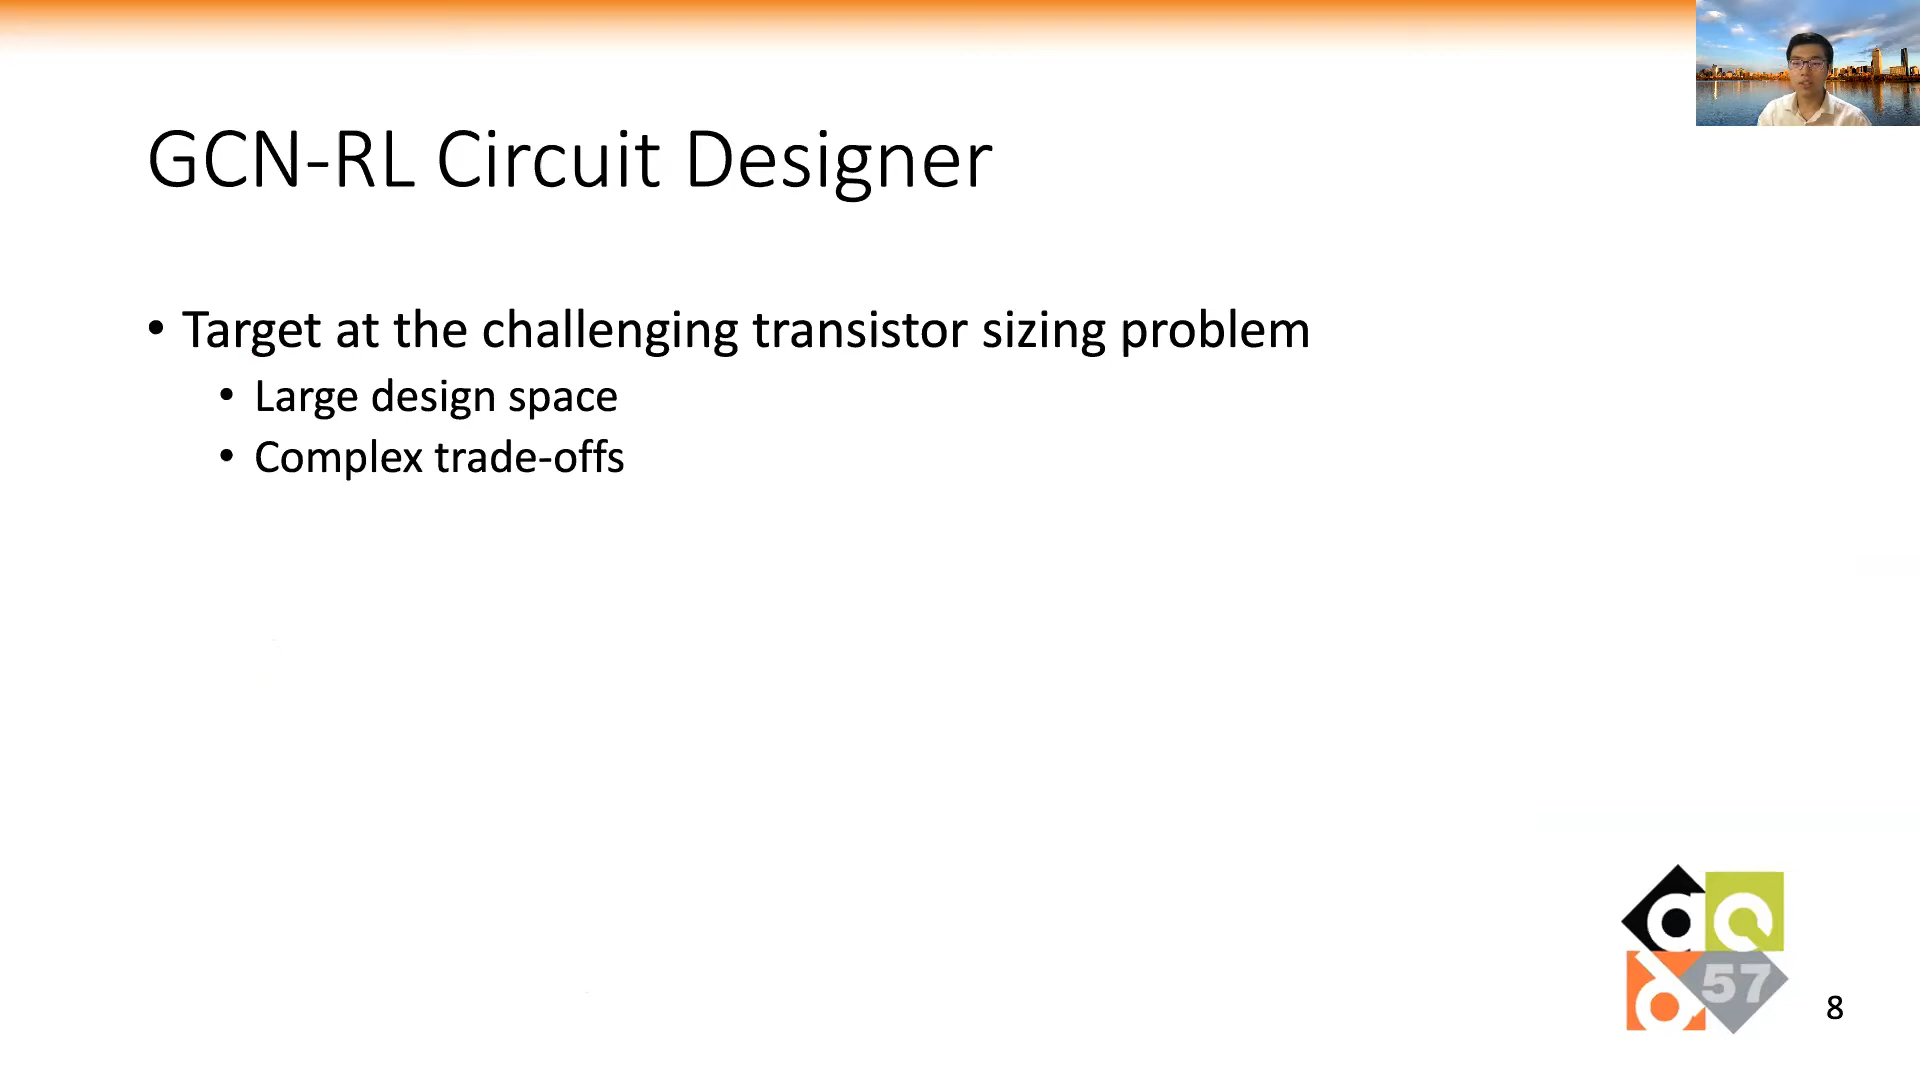 GCN-RL Circuit Designer
• Target at the challenging transistor sizing problem
• Large design space
• Complex trade-offs
57
8